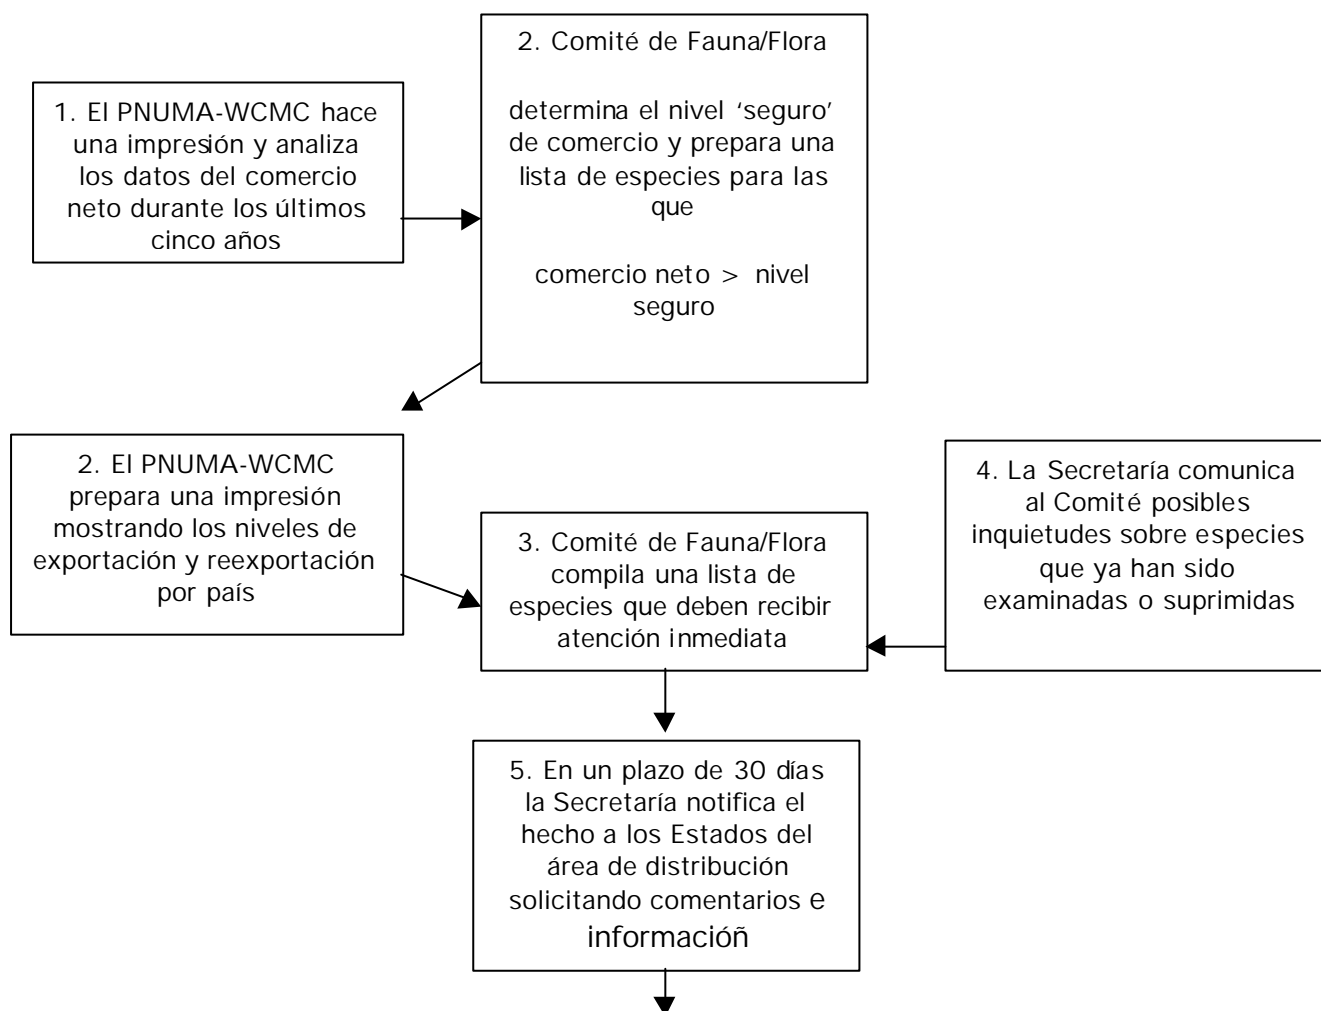 1. El PNUMA-WCMC hace
una impresión y analiza
los datos del comercio
neto durante los últimos
cinco años
2. Comité de Fauna/Flora
determina el nivel ‘seguro’
de comercio y prepara una
lista de especies para las
que
comercio neto > nivel
seguro
2. El PNUMA-WCMC
prepara una impresión
mostrando los niveles de
exportación y reexportación
por país
3. Comité de Fauna/Flora
compila una lista de
especies que deben recibir
atención inmediata
4. La Secretaría comunica
al Comité posibles
inquietudes sobre especies
que ya han sido
examinadas o suprimidas
5. En un plazo de 30 días
la Secretaría notifica el
hecho a los Estados del
área de distribución
solicitando comentarios e
informacióñ